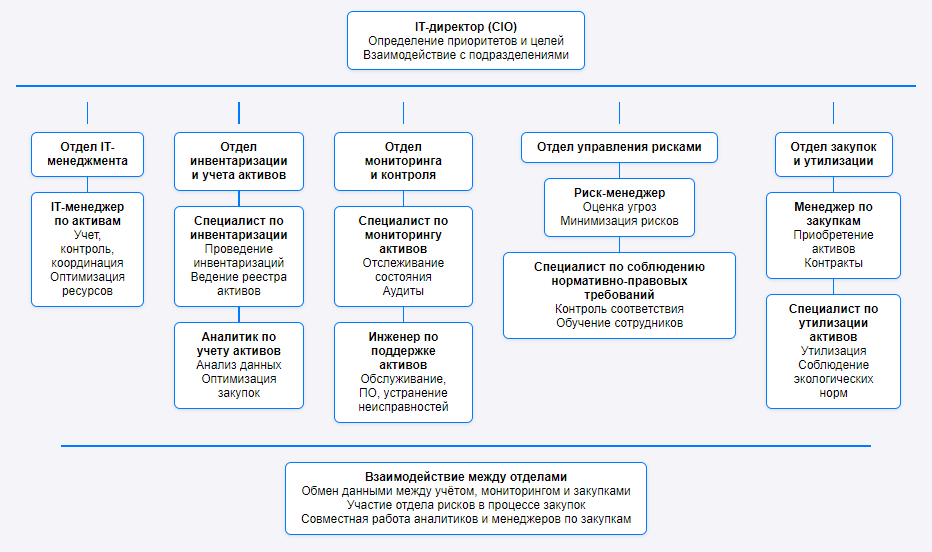 IT-директор (CIO)
Определение приоритетов и целей
Взаимодействие с подразделениями
Отдел IT-
менеджмента
IT-менеджер
по активам
Учет,
контроль,
координация
Оптимизация
ресурсов
Отдел
инвентаризации
и учета активов
Специалист по
инвентаризации
Проведение
инвентаризаций
Ведение реестра
активов
Аналитик по
учету активов
Анализ данных
Оптимизация
закупок
Отдел
мониторинга
и контроля
Специалист по
мониторингу
активов
Отслеживание
состояния
Аудиты
Инженер по
поддержке
активов
Обслуживание,
ПО, устранение
неисправностей
Отдел управления рисками
Риск-менеджер
Оценка угроз
Минимизация рисков
Специалист по соблюдению
нормативно-правовых
требований
Контроль соответствия
Обучение сотрудников
Отдел закупок
и утилизации
Менеджер по
закупкам
Приобретение
активов
Контракты
Специалист по
утилизации
активов
Утилизация
Соблюдение
экологических
норм
Взаимодействие между отделами
Обмен данными между учётом, мониторингом и закупками
Участие отдела рисков в процессе закупок
Совместная работа аналитиков и менеджеров по закупкам